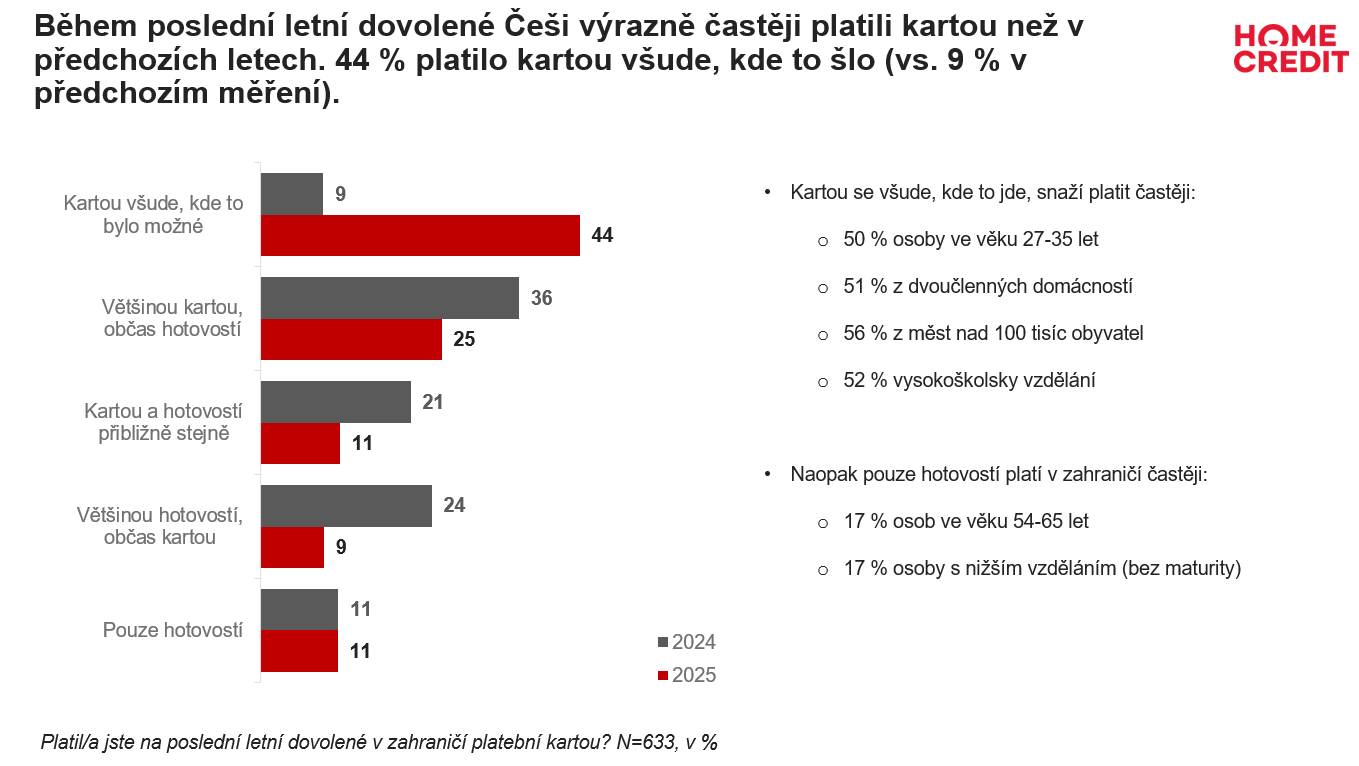 Během poslední letní dovolené Češi výrazně častěji platili kartou než v
předchozích letech. 44 % platilo kartou všude, kde to šlo (vs. 9 % v
předchozím měření).
HOME
CREDIT
Kartou všude, kde to
bylo možné
9
44
Většinou kartou,
občas hotovostí
36
25
Kartou a hotovostí
přibližně stejně
21
11
Většinou hotovostí,
občas kartou
24
9
Pouze hotovostí
11
11
2024
2025
• Kartou se všude, kde to jde, snaží platit častěji:
o 50 % osoby ve věku 27-35 let
o 51 % z dvoučlenných domácností
o 56 % z měst nad 100 tisíc obyvatel
o 52 % vysokoškolsky vzdělání
• Naopak pouze hotovostí platí v zahraničí častěji:
o 17 % osob ve věku 54-65 let
o 17 % osoby s nižším vzděláním (bez maturity)
Platil/a jste na poslední letní dovolené v zahraničí platební kartou? N=633, v %